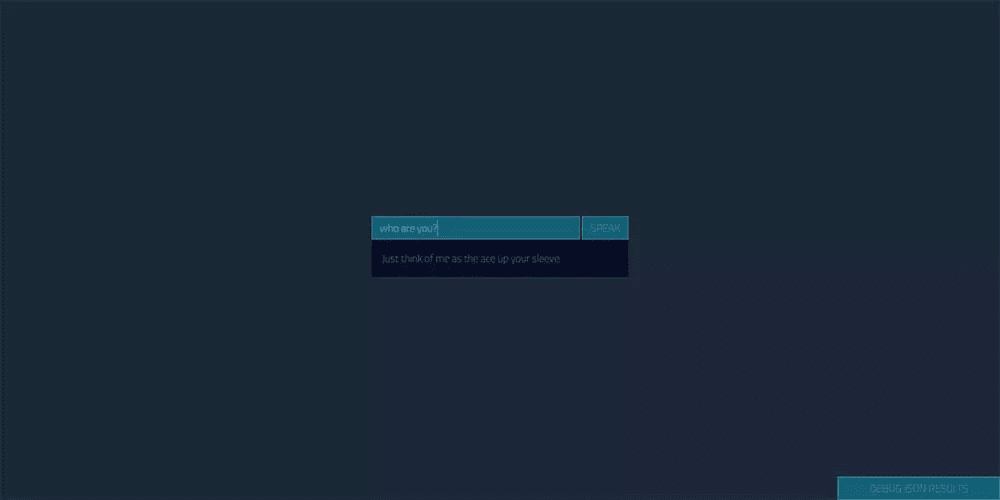 who are you?
SPEAK
Just think of me as the ace up your sleeve
DEBUG JSON RESULTS